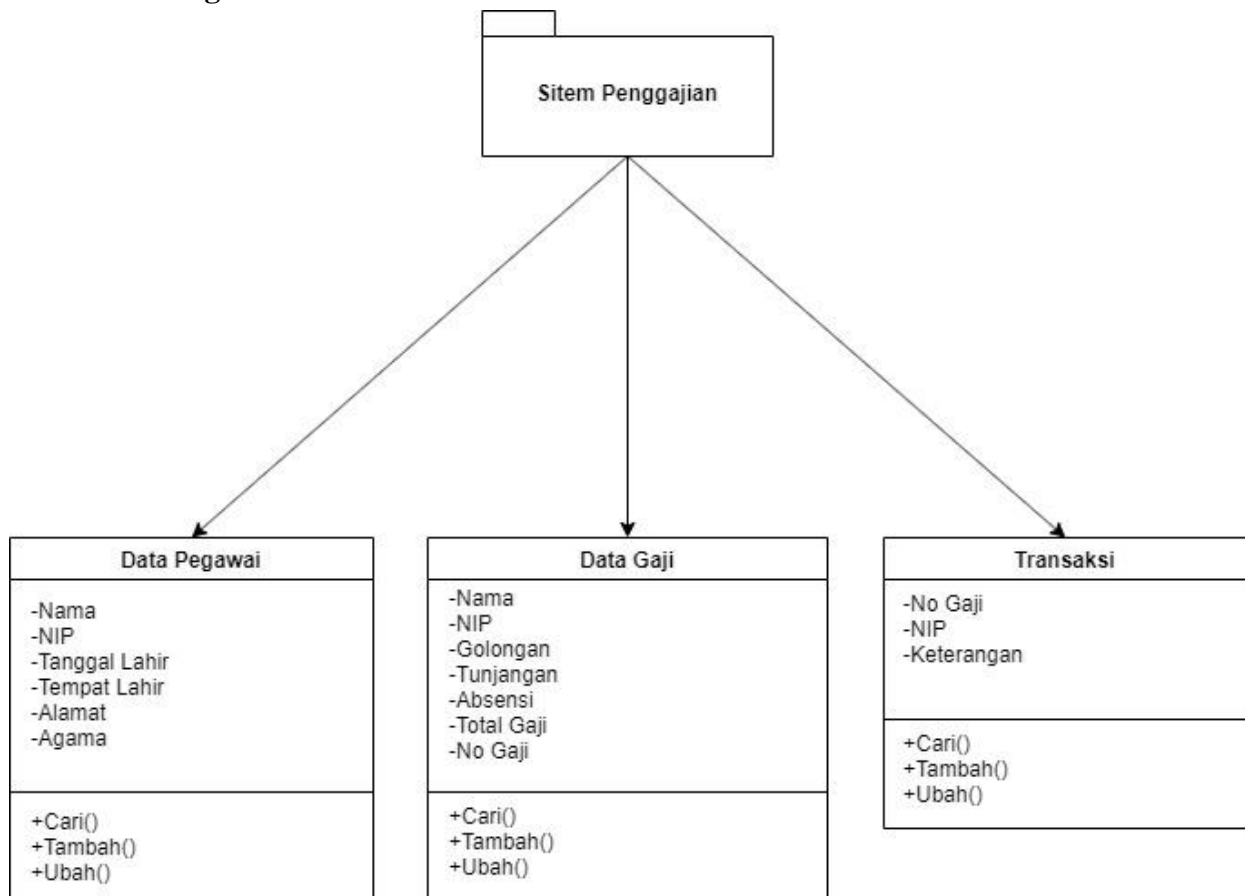 Sitem Penggajian
Data Pegawai
-Nama
-NIP
-Tanggal Lahir
-Tempat Lahir
-Alamat
-Agama
+Cari()
+Tambah()
+Ubah()
Data Gaji
-Nama
-NIP
-Golongan
-Tunjangan
-Absensi
-Total Gaji
-No Gaji
+Cari()
+Tambah()
+Ubah()
Transaksi
-No Gaji
-NIP
-Keterangan
+Cari()
+Tambah()
+Ubah()